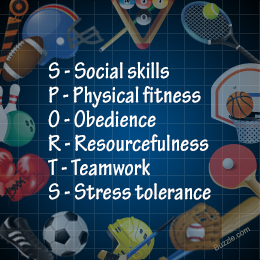 S - Social skills
P - Physical fitness
O - Obedience
R - Resourcefulness
T - Teamwork
S - Stress tolerance
Buzzle.com